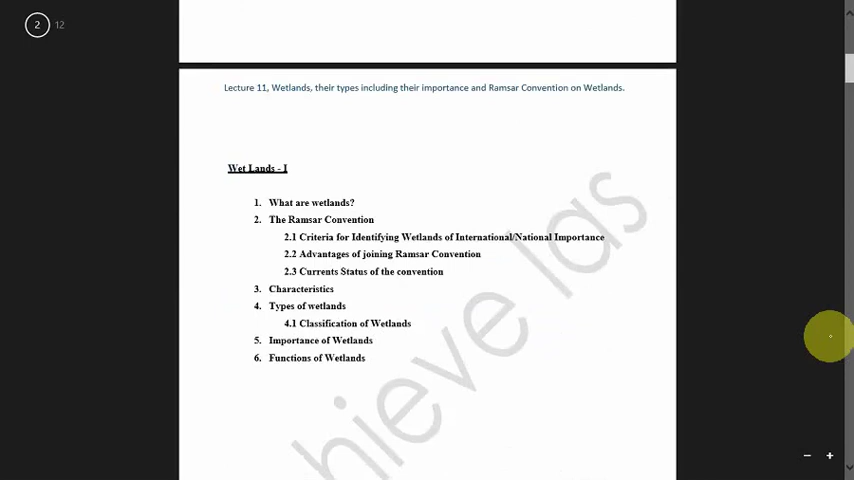 2 12
Lecture 11, Wetlands, their types including their importance and Ramsar Convention on Wetlands.
Wet Lands - I
1. What are wetlands?
2. The Ramsar Convention
2.1 Criteria for Identifying Wetlands of International/National Importance
2.2 Advantages of joining Ramsar Convention
2.3 Currents Status of the convention
3. Characteristics
4. Types of wetlands
4.1 Classification of Wetlands
5. Importance of Wetlands
6. Functions of Wetlands
hieve Ias